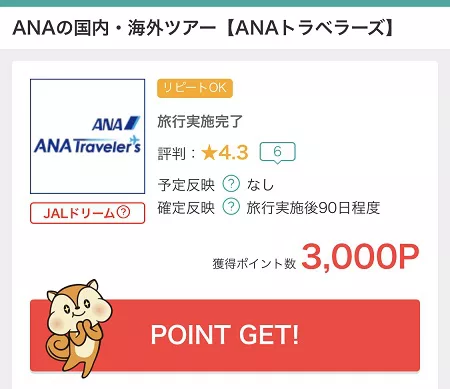 ANAの国内・海外ツアー【ANAトラベラーズ】
リピートOK
ANA
ANA Traveler's
旅行実施完了
評判：★4.3 6
予定反映 ? なし
JALドリーム ?
確定反映 ? 旅行実施後90日程度
獲得ポイント数 3,000P
POINT GET!